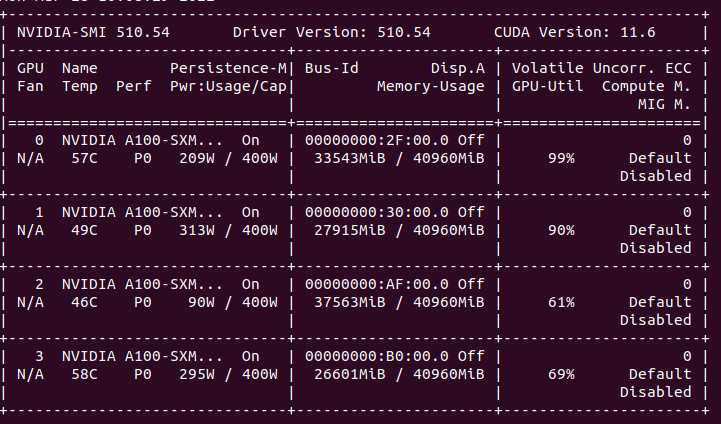 +-----------------------------------------------------------------------------+
| NVIDIA-SMI 510.54       Driver Version: 510.54       CUDA Version: 11.6     |
|-------------------------------+----------------------+----------------------+
| GPU  Name        Persistence-M| Bus-Id        Disp.A | Volatile Uncorr. ECC |
| Fan  Temp  Perf  Pwr:Usage/Cap|         Memory-Usage | GPU-Util  Compute M. |
|                               |                      |               MIG M. |
|===============================+======================+======================|
|   0  NVIDIA A100-SXM...  On   | 00000000:2F:00.0 Off |                    0 |
| N/A   57C    P0   209W / 400W |  33543MiB / 40960MiB |     99%      Default |
|                               |                      |             Disabled |
+-------------------------------+----------------------+----------------------+
|   1  NVIDIA A100-SXM...  On   | 00000000:30:00.0 Off |                    0 |
| N/A   49C    P0   313W / 400W |  27915MiB / 40960MiB |     90%      Default |
|                               |                      |             Disabled |
+-------------------------------+----------------------+----------------------+
|   2  NVIDIA A100-SXM...  On   | 00000000:AF:00.0 Off |                    0 |
| N/A   46C    P0    90W / 400W |  37563MiB / 40960MiB |     61%      Default |
|                               |                      |             Disabled |
+-------------------------------+----------------------+----------------------+
|   3  NVIDIA A100-SXM...  On   | 00000000:B0:00.0 Off |                    0 |
| N/A   58C    P0   295W / 400W |  26601MiB / 40960MiB |     69%      Default |
|                               |                      |             Disabled |
+-------------------------------+----------------------+----------------------+